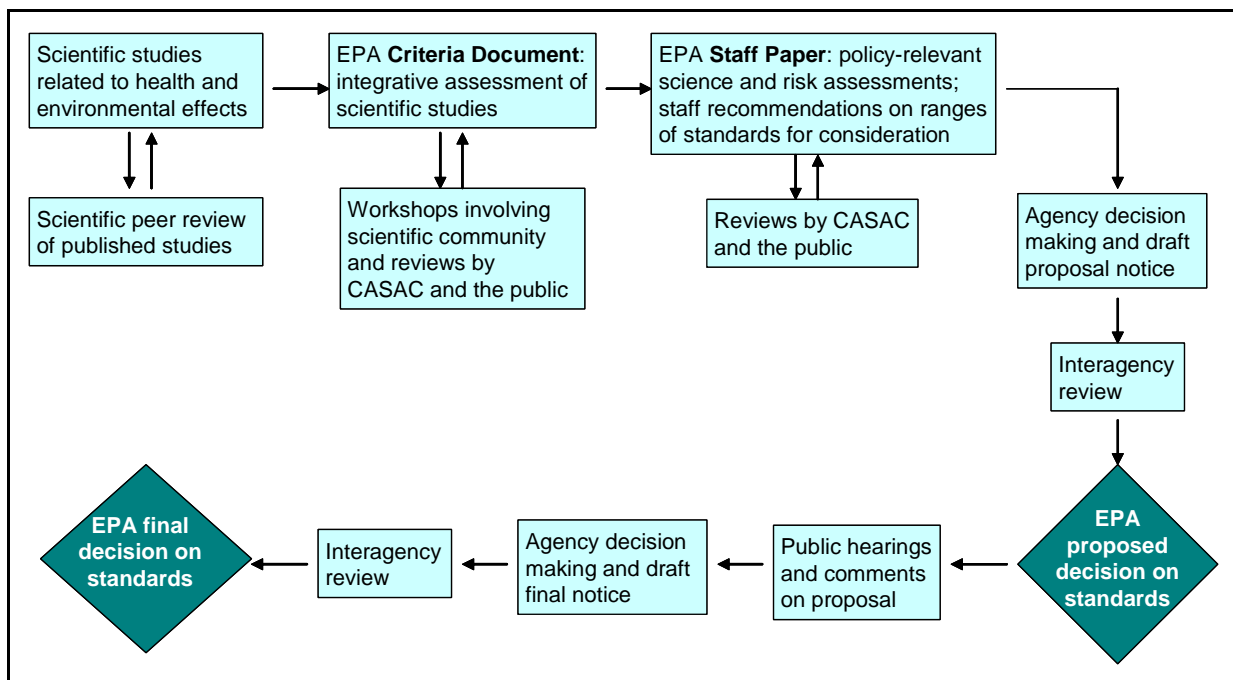 Scientific studies
related to health and
environmental effects
EPA Criteria Document:
integrative assessment of
scientific studies
EPA Staff Paper: policy-relevant
science and risk assessments;
staff recommendations on ranges
of standards for consideration
Scientific peer review
of published studies
Workshops involving
scientific community
and reviews by
CASAC and the public
Reviews by CASAC
and the public
Agency decision
making and draft
proposal notice
Interagency
review
EPA
proposed
decision on
standards
Public hearings
and comments
on proposal
Agency decision
making and draft
final notice
Interagency
review
EPA final
decision on
standards